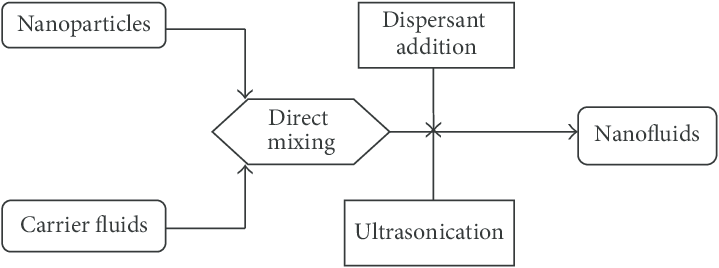 Nanoparticles
Dispersant
addition
Direct
mixing
Nanofluids
Carrier fluids
Ultrasonication